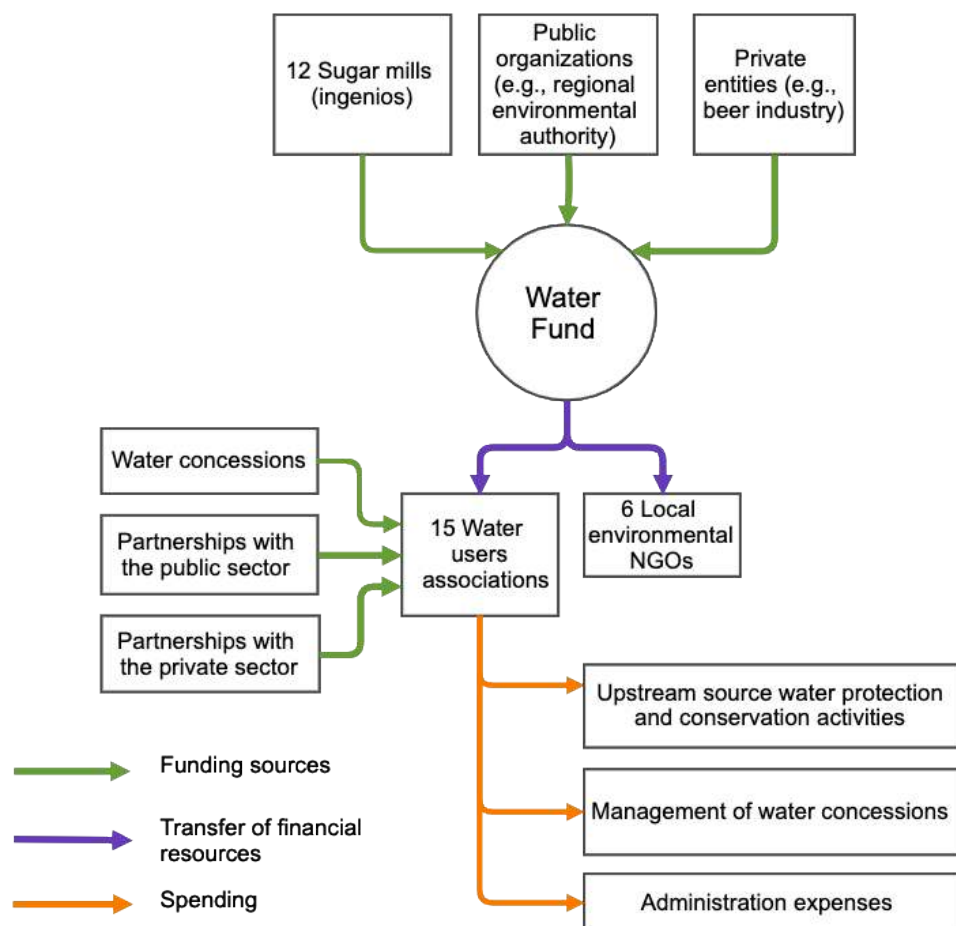 12 Sugar mills
(ingenios)
Public
organizations
(e.g., regional
environmental
authority)
Private
entities (e.g.,
beer industry)
Water
Fund
Water concessions
Partnerships with
the public sector
Partnerships with
the private sector
15 Water
users
associations
6 Local
environmental
NGOs
Upstream source water protection
and conservation activities
Management of water concessions
Administration expenses
Funding sources
Transfer of financial
resources
Spending